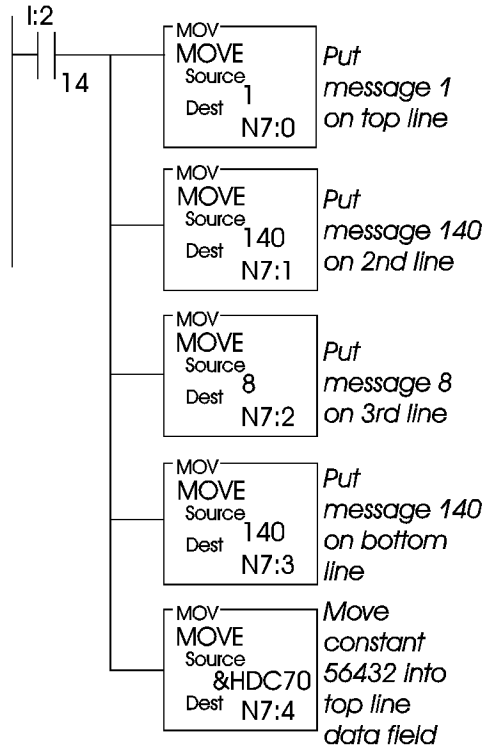 I:2
14
MOV
MOVE
Source
1
Dest
N7:0
Put
message 1
on top line
MOV
MOVE
Source
140
Dest
N7:1
Put
message 140
on 2nd line
MOV
MOVE
Source
8
Dest
N7:2
Put
message 8
on 3rd line
MOV
MOVE
Source
140
Dest
N7:3
Put
message 140
on bottom
line
MOV
MOVE
Source
&HDC70
Dest
N7:4
Move
constant
56432 into
top line
data field